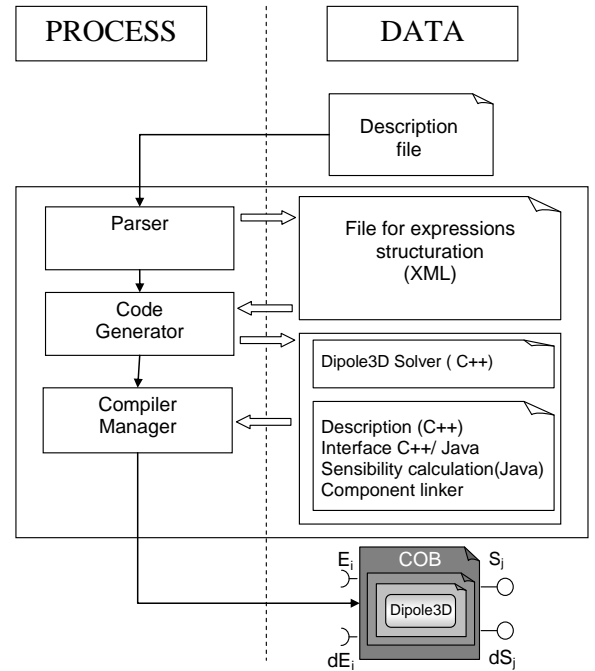 PROCESS
DATA
Description
file
Parser
File for expressions
structuration
(XML)
Code
Generator
Dipole3D Solver ( C++)
Compiler
Manager
Description (C++)
Interface C++/ Java
Sensibility calculation(Java)
Component linker
Ei
COB
Sj
Dipole3D
dEi
dSj